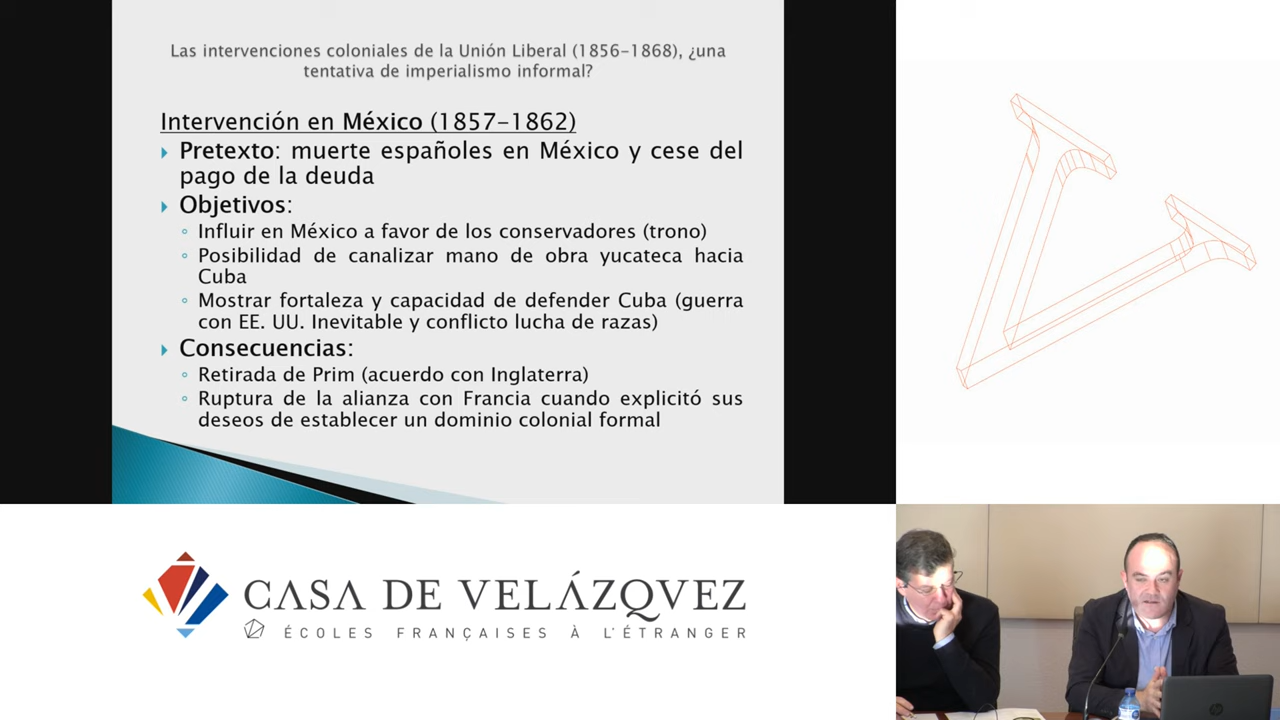 Las intervenciones coloniales de la Unión Liberal (1856-1868), ¿una
tentativa de imperialismo informal?
Intervención en México (1857-1862)
Pretexto: muerte españoles en México y cese del
pago de la deuda
Objetivos:
Influir en México a favor de los conservadores (trono)
Posibilidad de canalizar mano de obra yucateca hacia
Cuba
Mostrar fortaleza y capacidad de defender Cuba (guerra
con EE. UU. Inevitable y conflicto lucha de razas)
Consecuencias:
Retirada de Prim (acuerdo con Inglaterra)
Ruptura de la alianza con Francia cuando explicitó sus
deseos de establecer un dominio colonial formal
CASA DE VELÁZQVEZ
ÉCOLES FRANÇAISES À L'ÉTRANGER